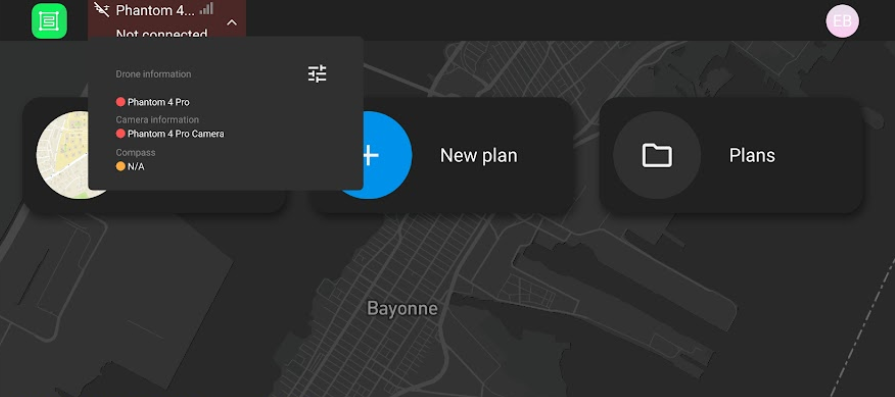 Phantom 4...
Not connected
EB
Drone information
Phantom 4 Pro
Camera information
Phantom 4 Pro Camera
Compass
N/A
New plan
Plans
Bayonne